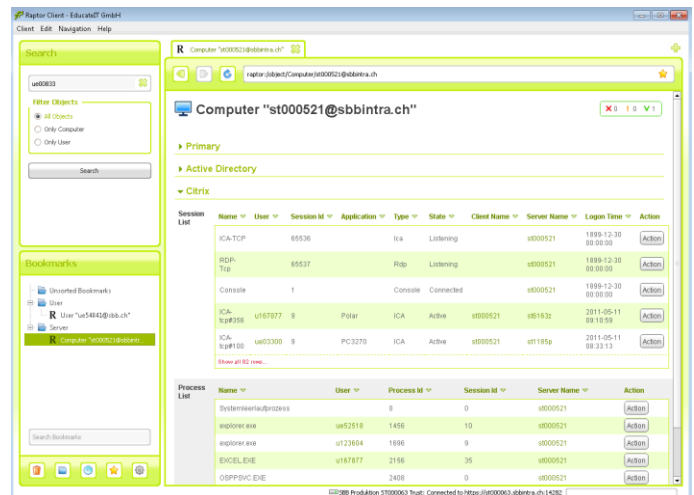 Raptor Client - EducateIT GmbH
Client Edit Navigation Help
Search
ue00833
Filter Objects
All Objects
Only Computer
Only User
Search
Bookmarks
Unsorted Bookmarks
User
R User "ue54841@sbb.ch"
Server
R Computer "st000521@sbbintr...
Search Bookmarks
R Computer "st000521@sbbintra.ch"
raptor:/object/Computer/st000521@sbbintra.ch
Computer "st000521@sbbintra.ch"
X 0 ! 0 V 1
Primary
Active Directory
Citrix
Session List
Name User Session Id Application Type State Client Name Server Name Logon Time Action
ICA-TCP 65536 Ica Listening st000521 1899-12-30 00:00:00 Action
RDP-Tcp 65537 Rdp Listening st000521 1899-12-30 00:00:00 Action
Console 1 Console Connected st000521 1899-12-30 00:00:00 Action
ICA-tcp#356 u167877 9 Polar ICA Active st000521 st6163z 2011-05-11 09:10:59 Action
ICA-tcp#100 ue03300 9 PC3270 ICA Active st000521 st1185p 2011-05-11 08:33:13 Action
Show all 82 rows...
Process List
Name User Process Id Session Id Server Name Action
Systemleerlaufprozess 0 0 st000521 Action
explorer.exe ue52518 1456 10 st000521 Action
explorer.exe u123604 1696 9 st000521 Action
EXCEL.EXE u167877 2156 35 st000521 Action
OSPPSVC.EXE 2408 0 st000521 Action
SBB Produktion ST000063 Trust: Connected to https://st000063.sbbintra.ch:14282